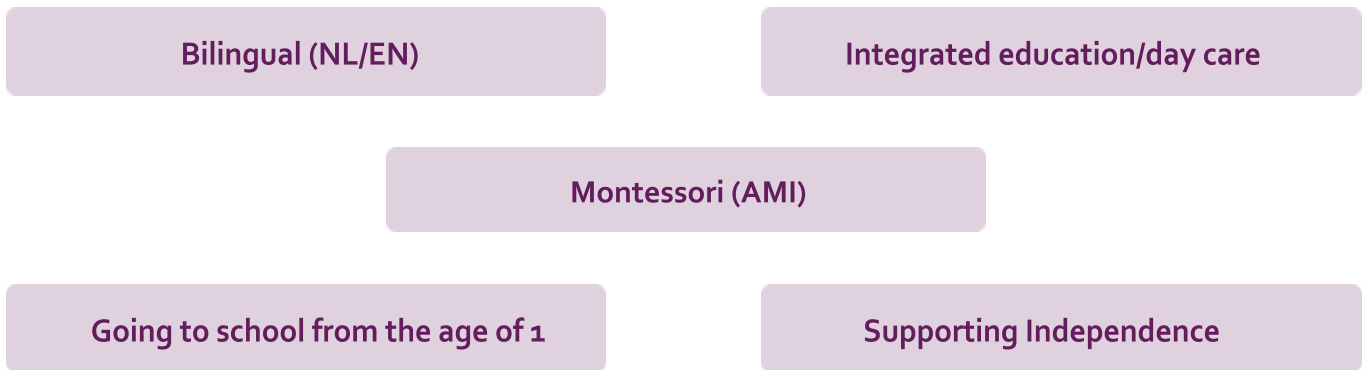 Bilingual (NL/EN)
Integrated education/day care
Montessori (AMI)
Going to school from the age of 1
Supporting Independence